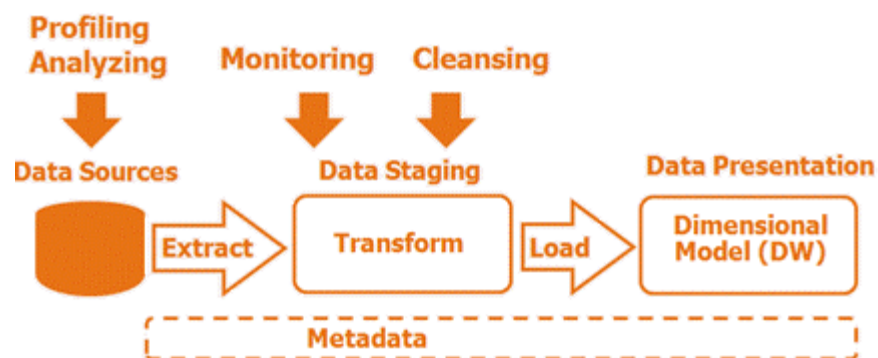 Profiling
Analyzing
Monitoring
Cleansing
Data Sources
Data Staging
Data Presentation
Extract
Transform
Load
Dimensional
Model (DW)
Metadata